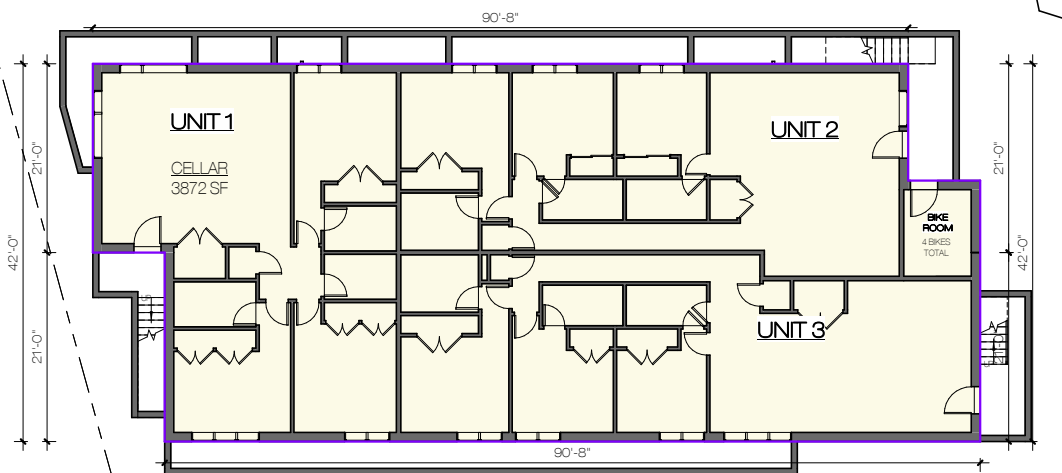 90'-8"
UNIT 1
CELLAR
3872 SF
UNIT 2
BIKE
ROOM
4 BIKES
TOTAL
UNIT 3
21'-0"
42'-0"
21'-0"
21'-0"
42'-0"
21'-0"
90'-8"